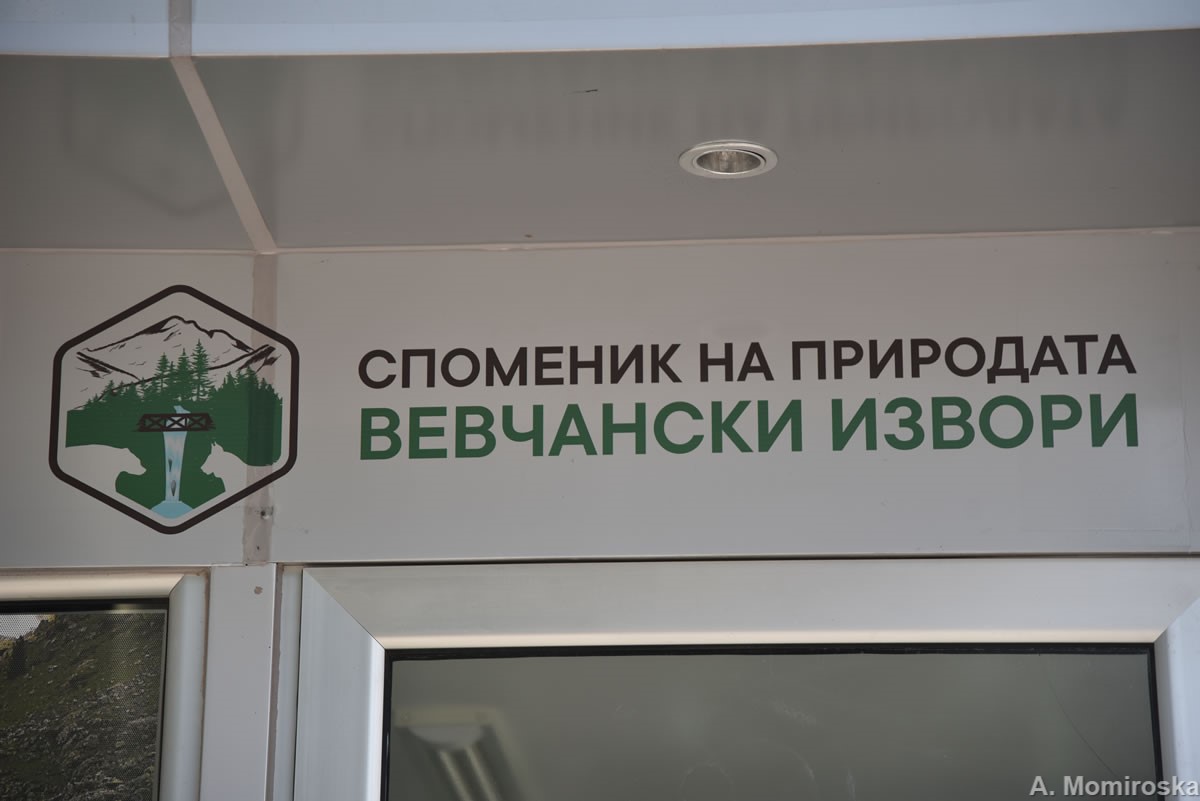 СПОМЕНИК НА ПРИРОДАТА
ВЕВЧАНСКИ ИЗВОРИ
A. Momiroska